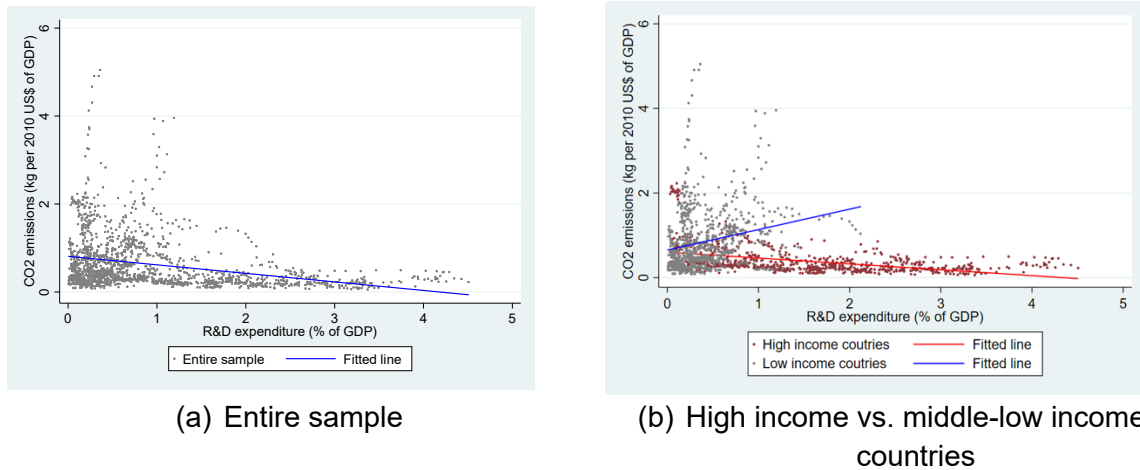 CO2 emissions (kg per 2010 US$ of GDP)
6
4
2
0
0 1 2 3 4 5
R&D expenditure (% of GDP)
Entire sample Fitted line
(a) Entire sample
CO2 emissions (kg per 2010 US$ of GDP)
6
4
2
0
0 1 2 3 4 5
R&D expenditure (% of GDP)
High income coutries Fitted line
Low income coutries Fitted line
(b) High income vs. middle-low income
countries